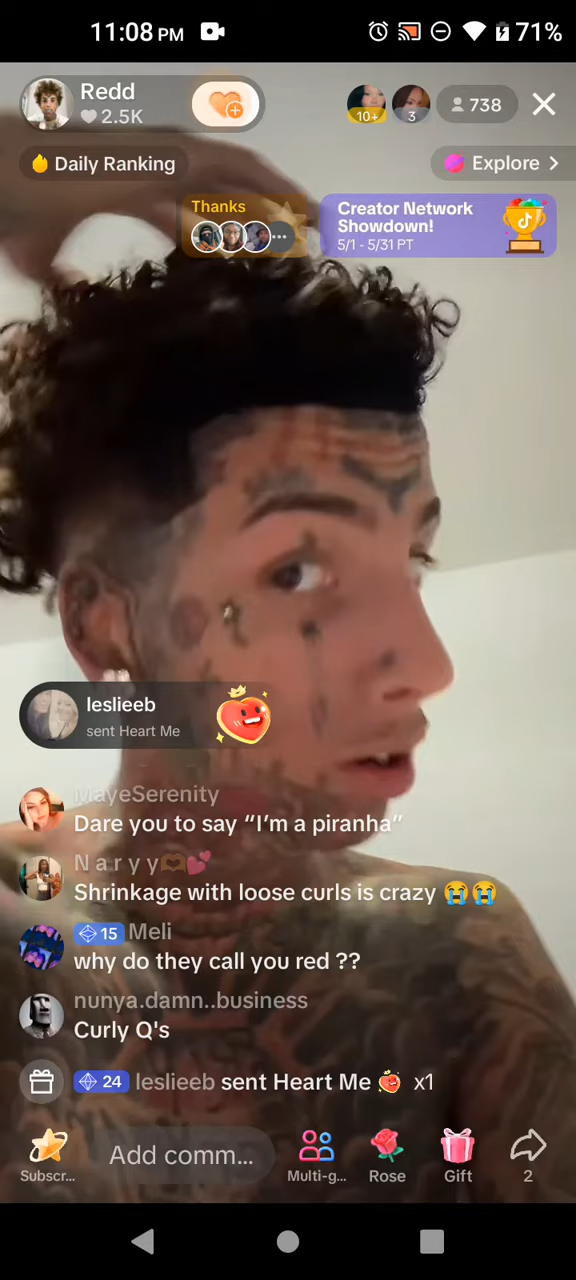 11:08 PM
71%
Redd
2.5K
10+
3
738
Daily Ranking
Explore
Thanks
Creator Network
Showdown!
5/1 - 5/31 PT
leslieeb
sent Heart Me
MayeSerenity
Dare you to say “I’m a piranha”
N a r y y🫶💕
Shrinkage with loose curls is crazy 😭😭
15 Meli
why do they call you red ??
nunya.damn..business
Curly Q's
24 leslieeb sent Heart Me x1
Add comm...
Subscr...
Multi-g...
Rose
Gift
2